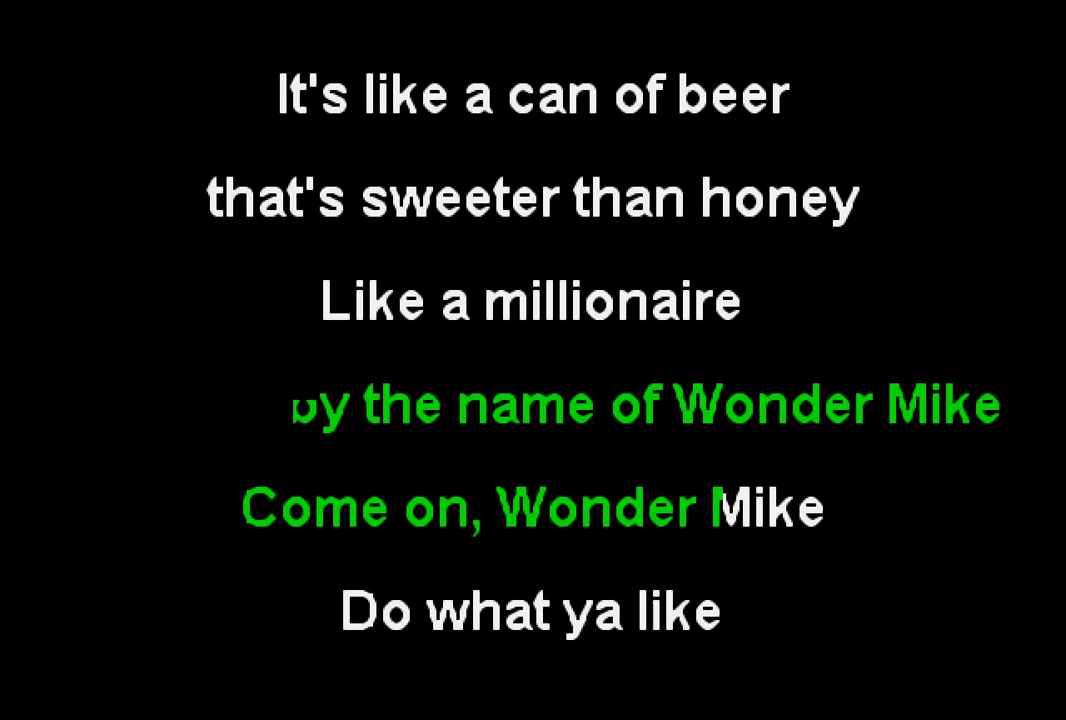 It's like a can of beer
that's sweeter than honey
Like a millionaire
by the name of Wonder Mike
Come on, Wonder Mike
Do what ya like